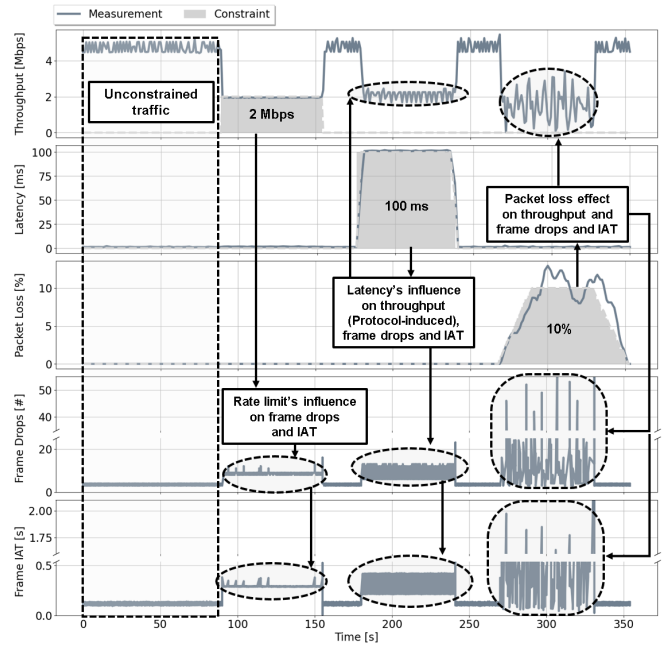 Measurement Constraint
Throughput [Mbps]
4
2
0
Unconstrained
traffic
2 Mbps
Latency [ms]
100
75
50
25
0
100 ms
Packet loss effect
on throughput and
frame drops and IAT
Packet Loss [%]
10
5
0
Latency's influence
on throughput
(Protocol-induced),
frame drops and IAT
10%
Frame Drops [#]
50
40
20
0
Rate limit's influence
on frame drops
and IAT
Frame IAT [s]
2.00
1.75
0.5
0.0
0 50 100 150 200 250 300 350
Time [s]